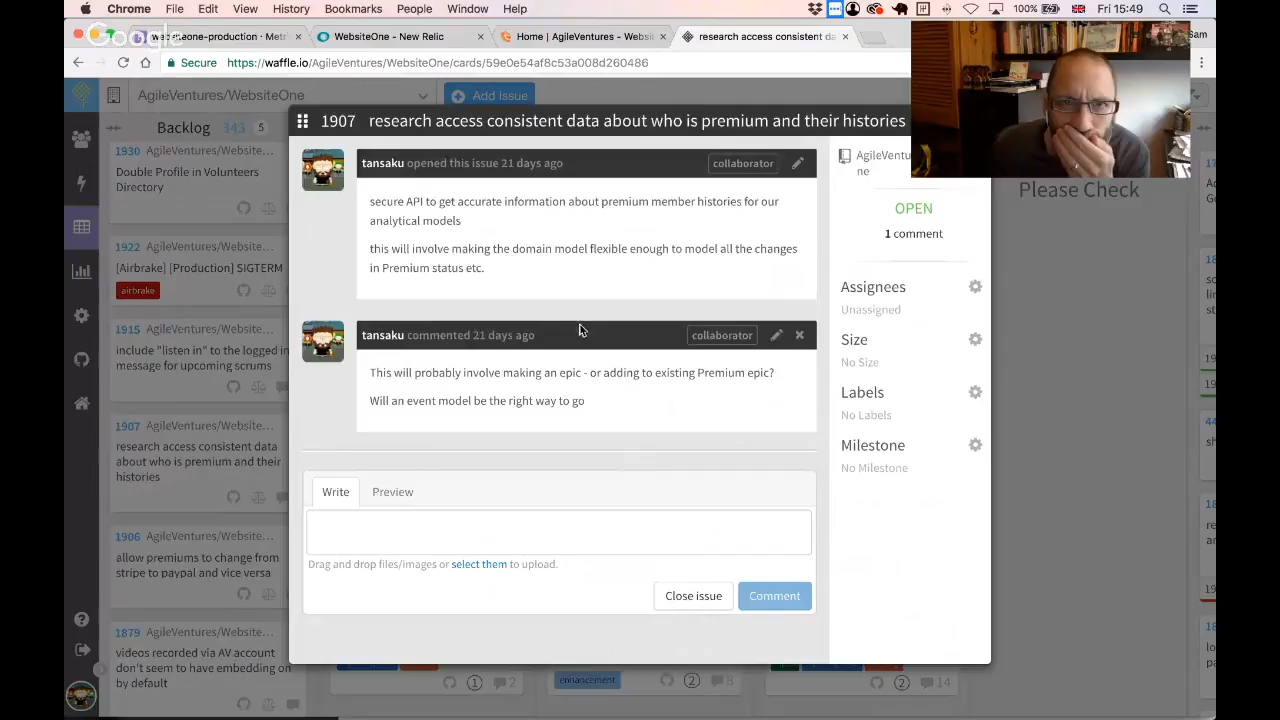 Chrome File Edit View History Bookmarks People Window Help
100% Fri 15:49
Google
Home | AgileVentures - Websit
research access consistent da
Sam
Secure https://waffle.io/AgileVentures/WebsiteOne/cards/59e0e54af8c53a008d260486
AgileVentures/WebsiteOne
Add Issue
Backlog 343 5
1930 AgileVentures/Website...
Double Profile in Volunteers
Directory
1922 AgileVentures/Website...
[Airbrake] [Production] SIGTERM
airbrake
1915 AgileVentures/Website...
include "listen in" to the logged in
message for upcoming scrums
1907 AgileVentures/Website...
research access consistent data
about who is premium and their
histories
1906 AgileVentures/Website...
allow premiums to change from
stripe to paypal and vice versa
1879 AgileVentures/Website...
videos recorded via AV account
don't seem to have embedding on
by default
1907 research access consistent data about who is premium and their histories
tansaku opened this issue 21 days ago
collaborator
secure API to get accurate information about premium member histories for our
analytical models
this will involve making the domain model flexible enough to model all the changes
in Premium status etc.
tansaku commented 21 days ago
collaborator
This will probably involve making an epic - or adding to existing Premium epic?
Will an event model be the right way to go
Write Preview
Drag and drop files/images or select them to upload.
Close issue Comment
AgileVentu
ne
OPEN
1 comment
Assignees
Unassigned
Size
No Size
Labels
No Labels
Milestone
No Milestone
Please Check
1 2
enhancement 2 8
2 14